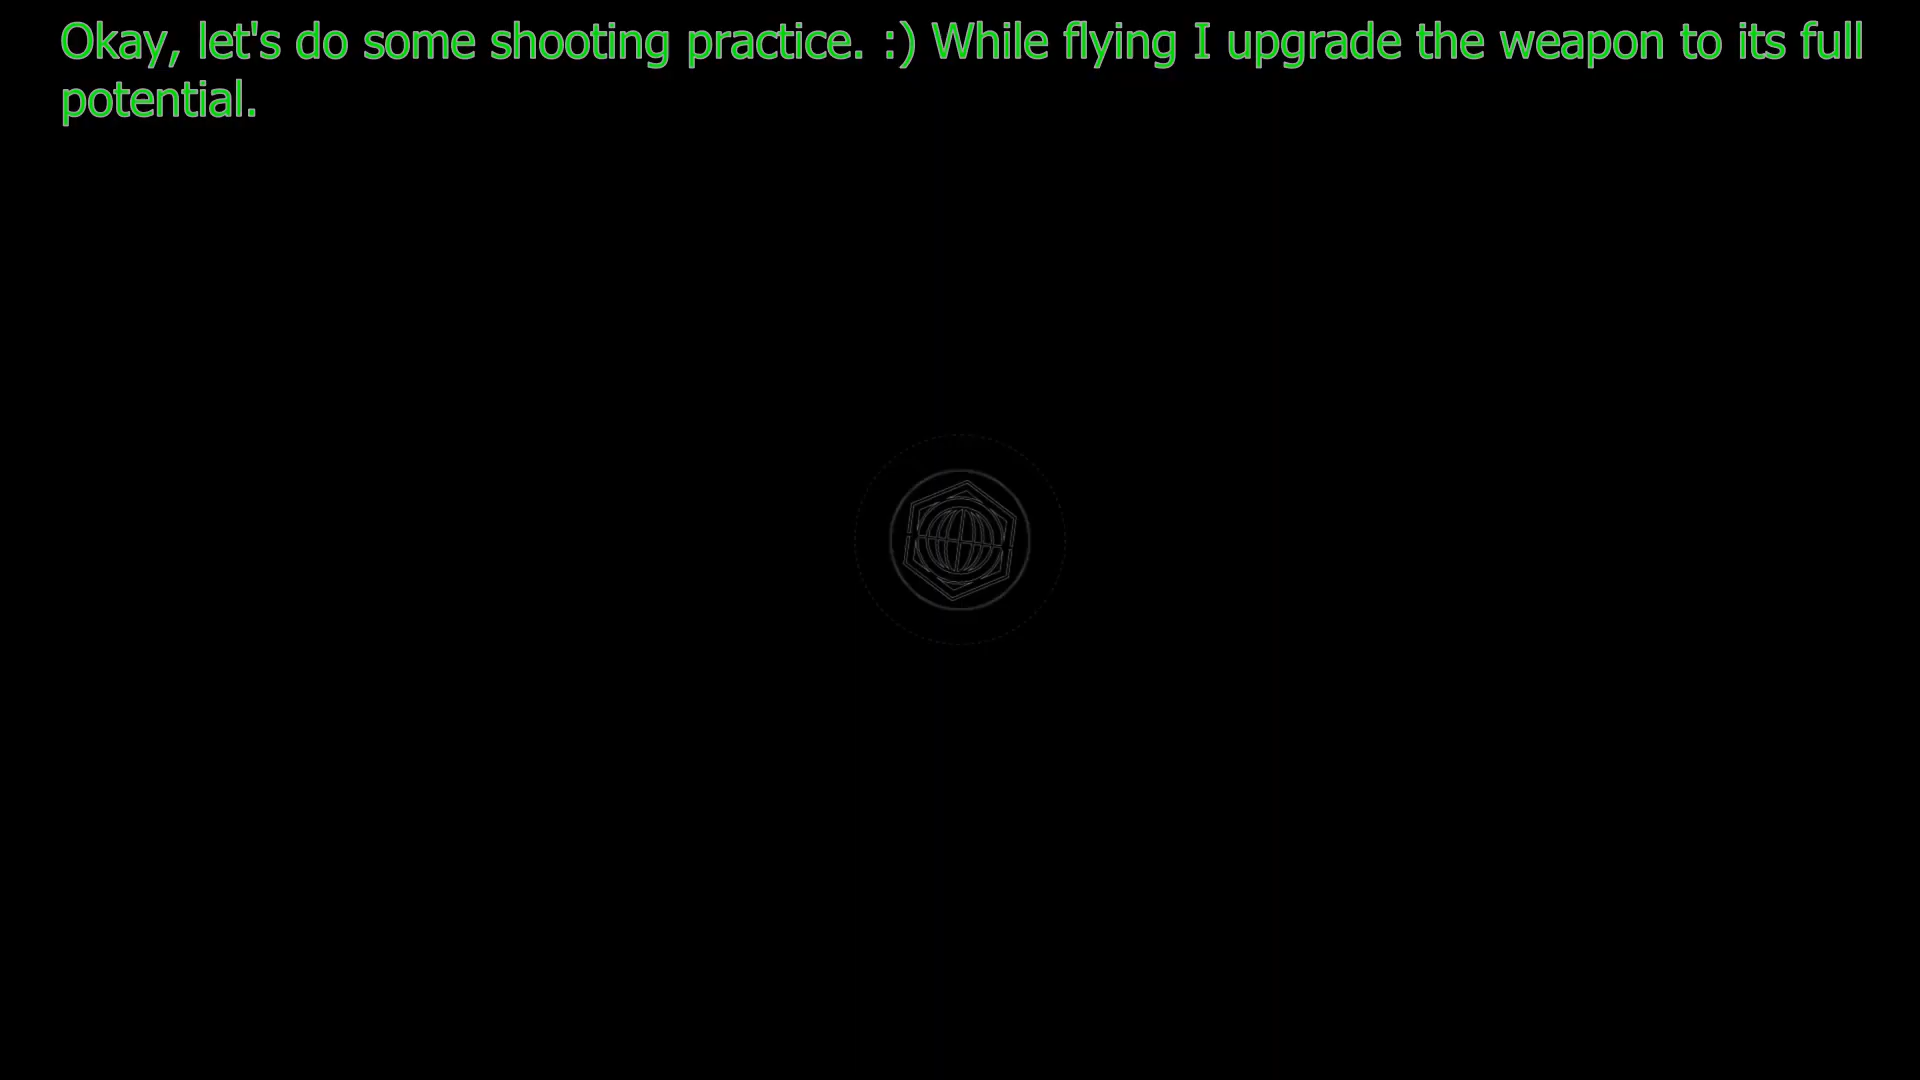 Okay, let's do some shooting practice. :) While flying I upgrade the weapon to its full
potential.